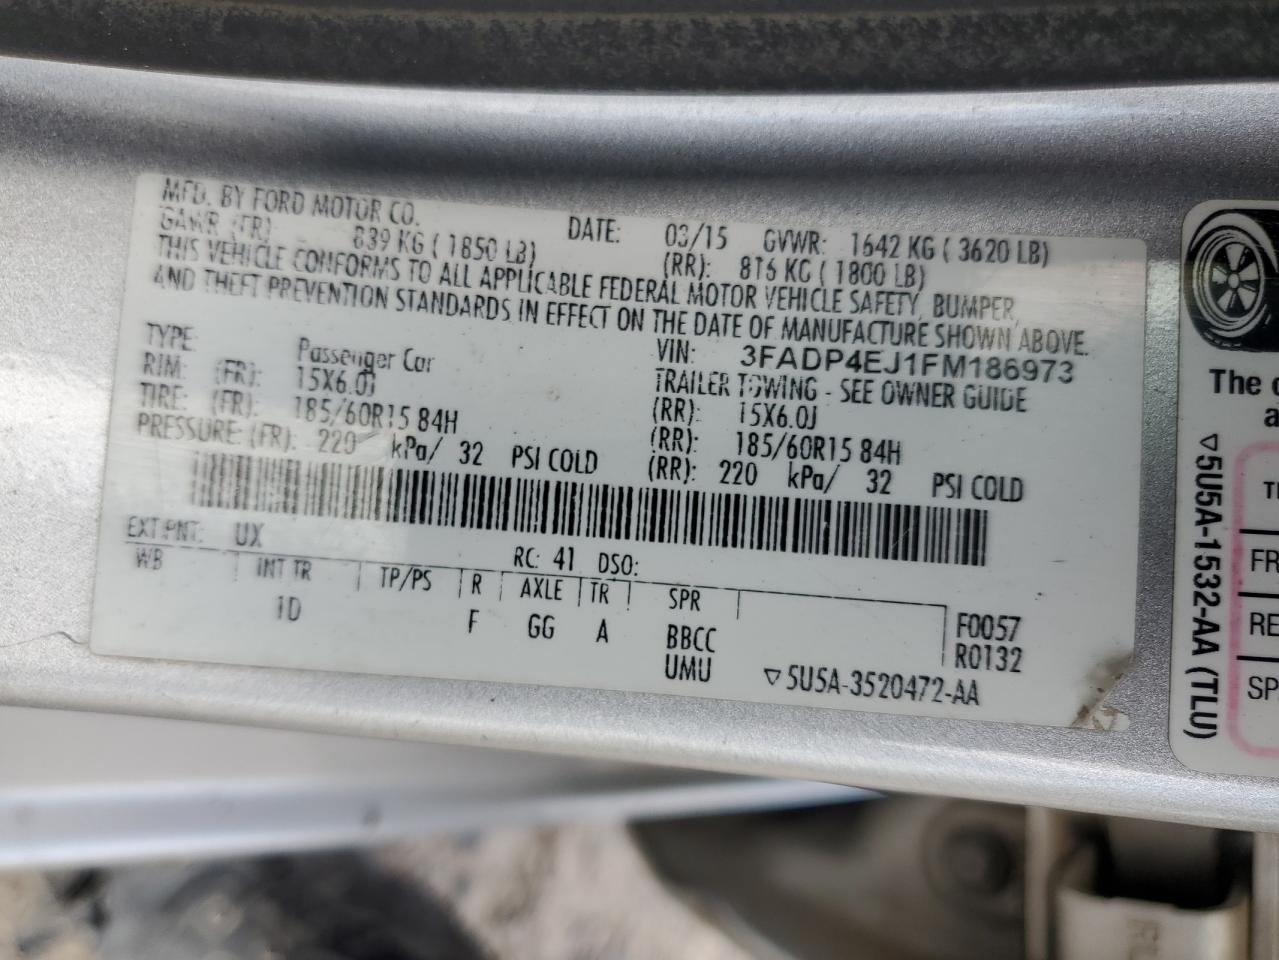 MFD. BY FORD MOTOR CO.
DATE: 03/15 GVWR: 1642 KG ( 3620 LB)
GAWR (FR): 839 KG ( 1850 LB) (RR): 816 KG ( 1800 LB)
THIS VEHICLE CONFORMS TO ALL APPLICABLE FEDERAL MOTOR VEHICLE SAFETY, BUMPER,
AND THEFT PREVENTION STANDARDS IN EFFECT ON THE DATE OF MANUFACTURE SHOWN ABOVE.
VIN: 3FADP4EJ1FM186973
TYPE: Passenger Car TRAILER TOWING - SEE OWNER GUIDE
RIM: (FR): 15X6.0J (RR): 15X6.0J
TIRE: (FR): 185/60R15 84H (RR): 185/60R15 84H
PRESSURE: (FR): 220 kPa/ 32 PSI COLD (RR): 220 kPa/ 32 PSI COLD
EXT PNT: UX RC: 41 DSO:
WB INT TR TP/PS R AXLE TR SPR
1D F GG A BBCC
UMU
F0057
R0132
▽5U5A-3520472-AA
The
▽5U5A-1532-AA (TLU)
FR
RE
SP